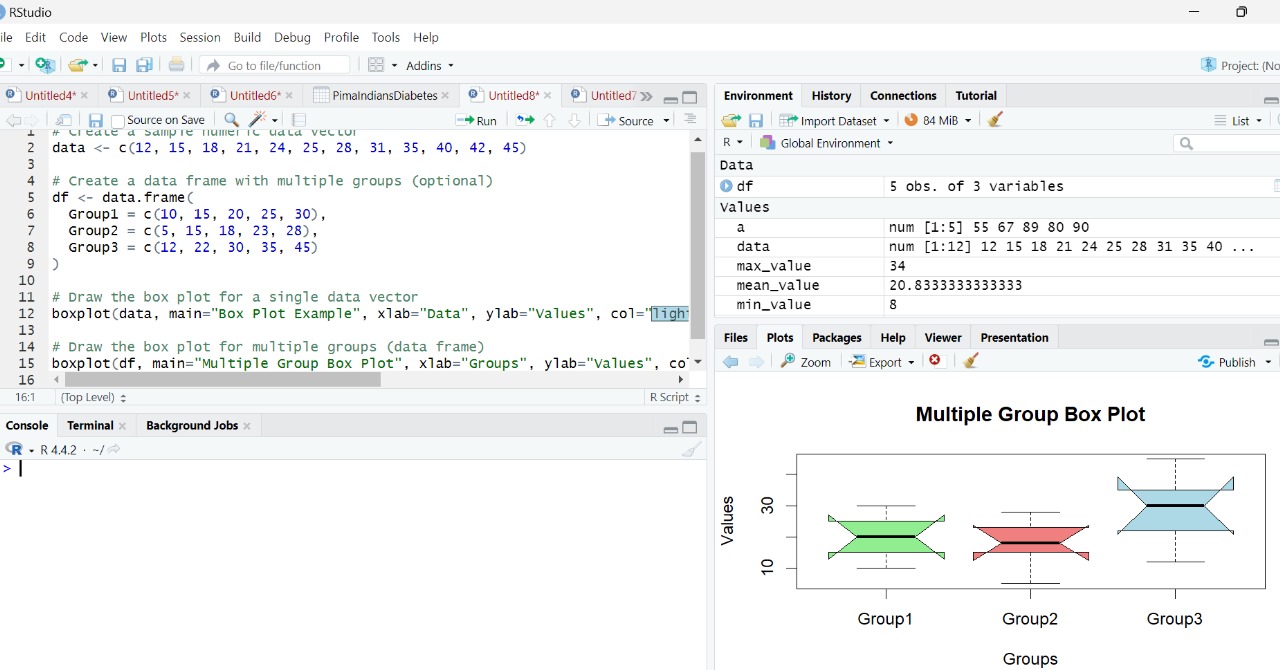 RStudio
ile Edit Code View Plots Session Build Debug Profile Tools Help
Go to file/function Addins Project: (No
Untitled4* Untitled5* Untitled6* PimaIndiansDiabetes Untitled8* Untitled7
Source on Save Run Source
1 # Create a sample numeric data vector
2 data <- c(12, 15, 18, 21, 24, 25, 28, 31, 35, 40, 42, 45)
3
4 # Create a data frame with multiple groups (optional)
5 df <- data.frame(
6 Group1 = c(10, 15, 20, 25, 30),
7 Group2 = c(5, 15, 18, 23, 28),
8 Group3 = c(12, 22, 30, 35, 45)
9 )
10
11 # Draw the box plot for a single data vector
12 boxplot(data, main="Box Plot Example", xlab="Data", ylab="Values", col="ligh
13
14 # Draw the box plot for multiple groups (data frame)
15 boxplot(df, main="Multiple Group Box Plot", xlab="Groups", ylab="Values", co
16
16:1 (Top Level) R Script
Console Terminal Background Jobs
R R 4.4.2 · ~/
>
Environment History Connections Tutorial
Import Dataset 84 MiB List
R Global Environment
Data
df 5 obs. of 3 variables
Values
a num [1:5] 55 67 89 80 90
data num [1:12] 12 15 18 21 24 25 28 31 35 40 ...
max_value 34
mean_value 20.8333333333333
min_value 8
Files Plots Packages Help Viewer Presentation
Zoom Export Publish
Multiple Group Box Plot
Values
30
10
Group1 Group2 Group3
Groups